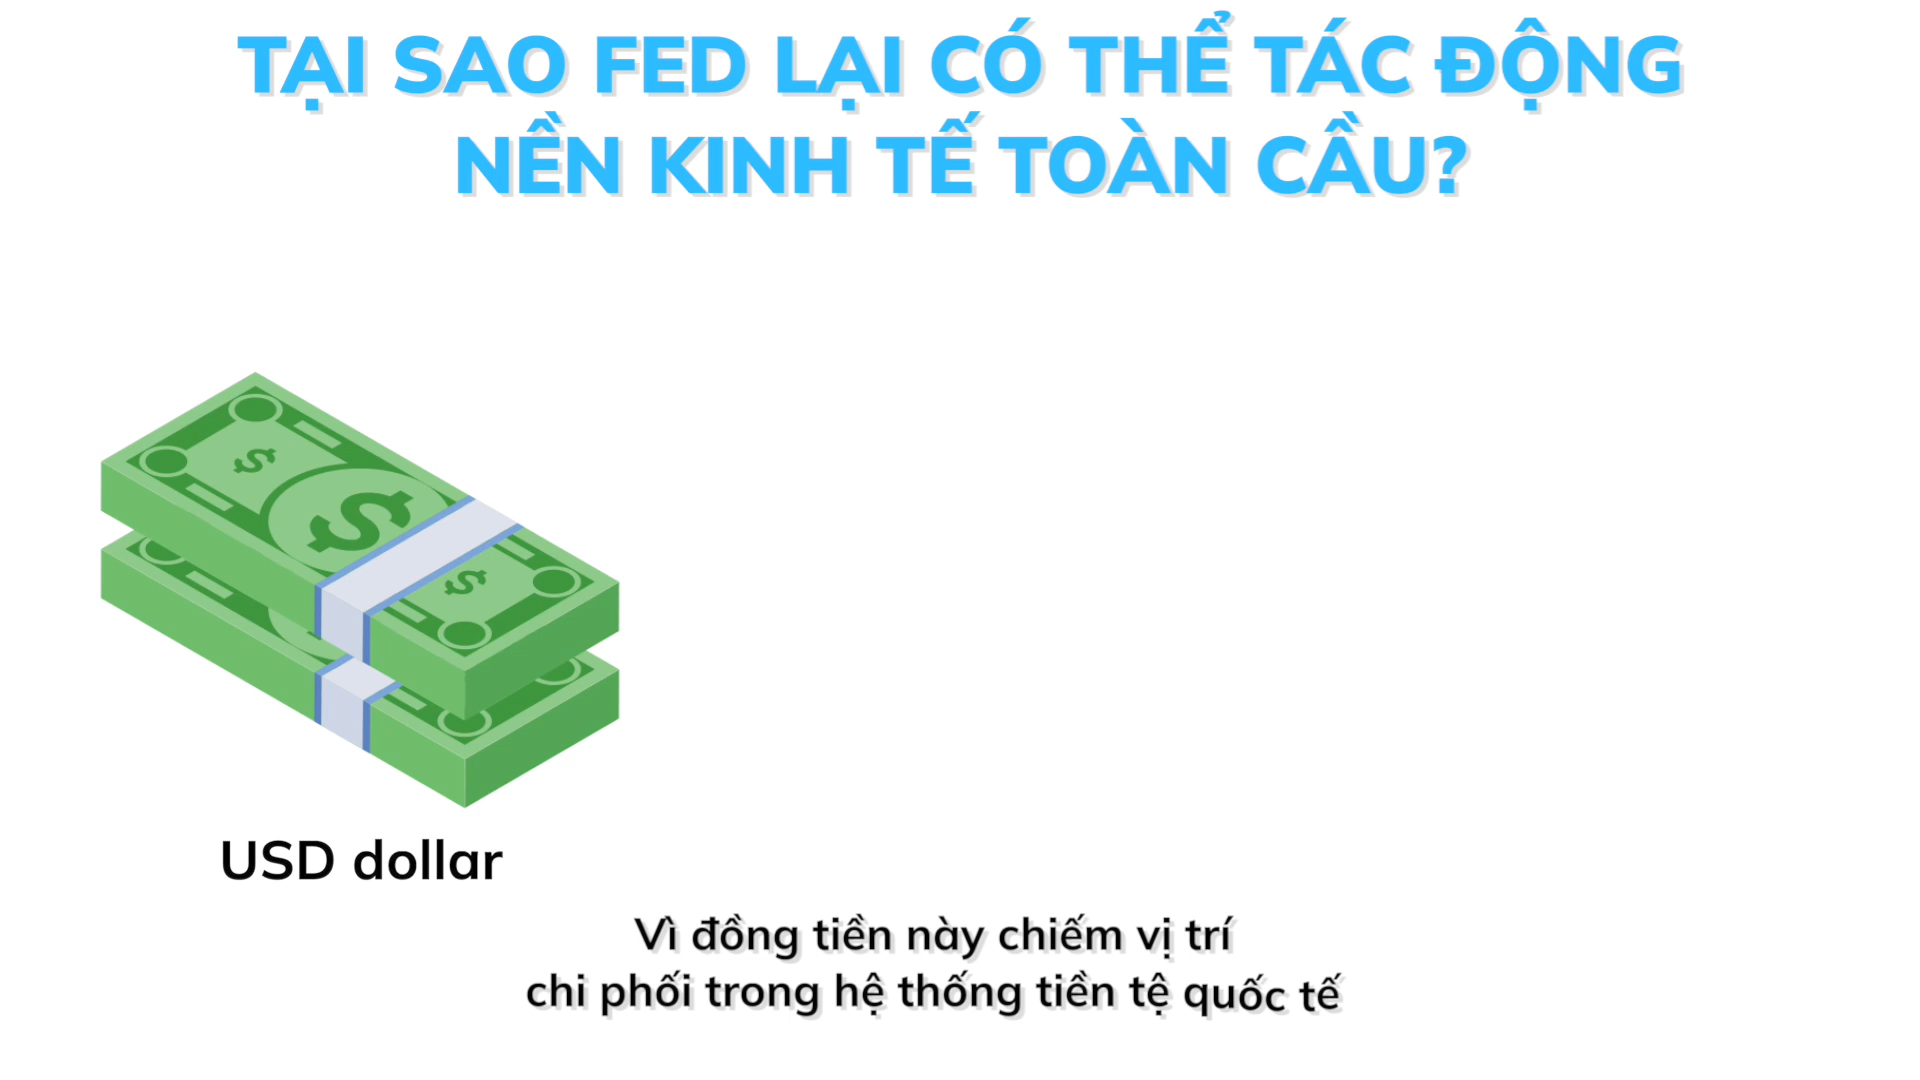 TẠI SAO FED LẠI CÓ THỂ TÁC ĐỘNG
NỀN KINH TẾ TOÀN CẦU?
USD dollar
Vì đồng tiền này chiếm vị trí
chi phối trong hệ thống tiền tệ quốc tế